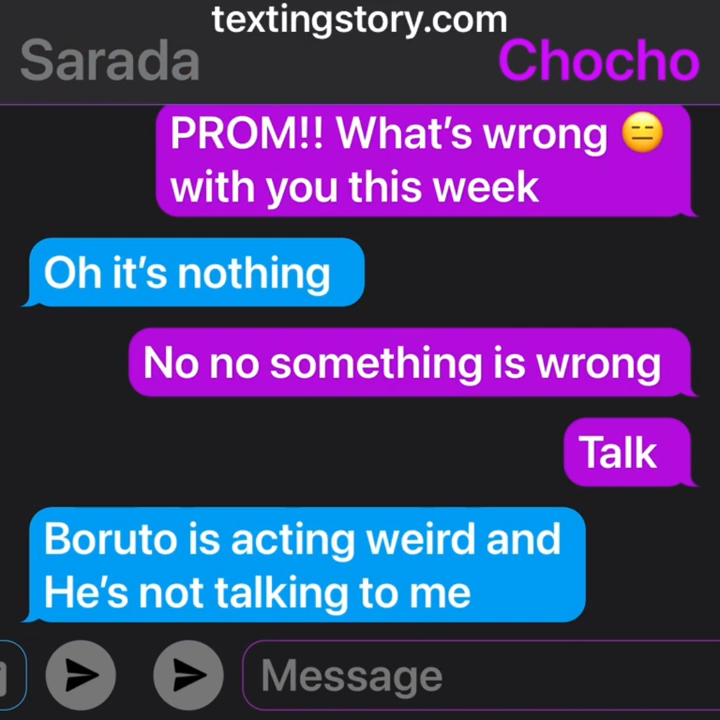 textingstory.com
Sarada
Chocho
PROM!! What's wrong 😑
with you this week
Oh it's nothing
No no something is wrong
Talk
Boruto is acting weird and
He's not talking to me
Message